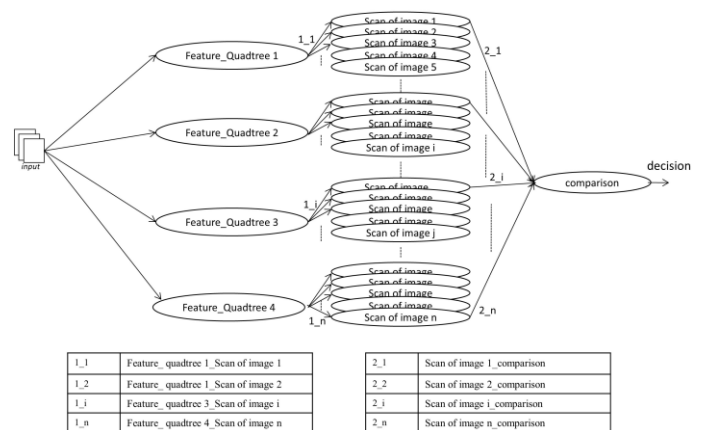 1_1
Scan of image 1
Scan of image 2
Scan of image 3
Scan of image 4
Scan of image 5
2_1
Feature_Quadtree 1
Scan of image
Scan of image
Scan of image
Scan of image
Scan of image i
Feature_Quadtree 2
input
decision
comparison
2_i
1_i
Scan of image
Scan of image
Scan of image
Scan of image
Scan of image j
Feature_Quadtree 3
Scan of image
Scan of image
Scan of image
Scan of image
Scan of image n
Feature_Quadtree 4
1_n
2_n
1_1 Feature_ quadtree 1_Scan of image 1
1_2 Feature_ quadtree 1_Scan of image 2
1_i Feature_ quadtree 3_Scan of image i
1_n Feature_ quadtree 4_Scan of image n
2_1 Scan of image 1_comparison
2_2 Scan of image 2_comparison
2_i Scan of image i_comparison
2_n Scan of image n_comparison